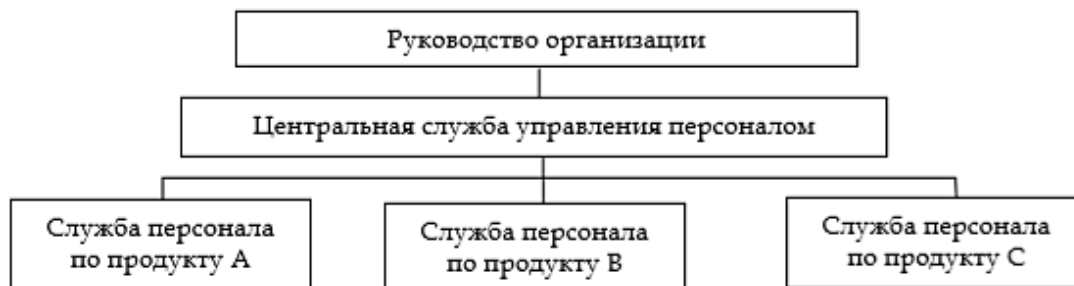 Руководство организации
Центральная служба управления персоналом
Служба персонала
по продукту А
Служба персонала
по продукту В
Служба персонала
по продукту С